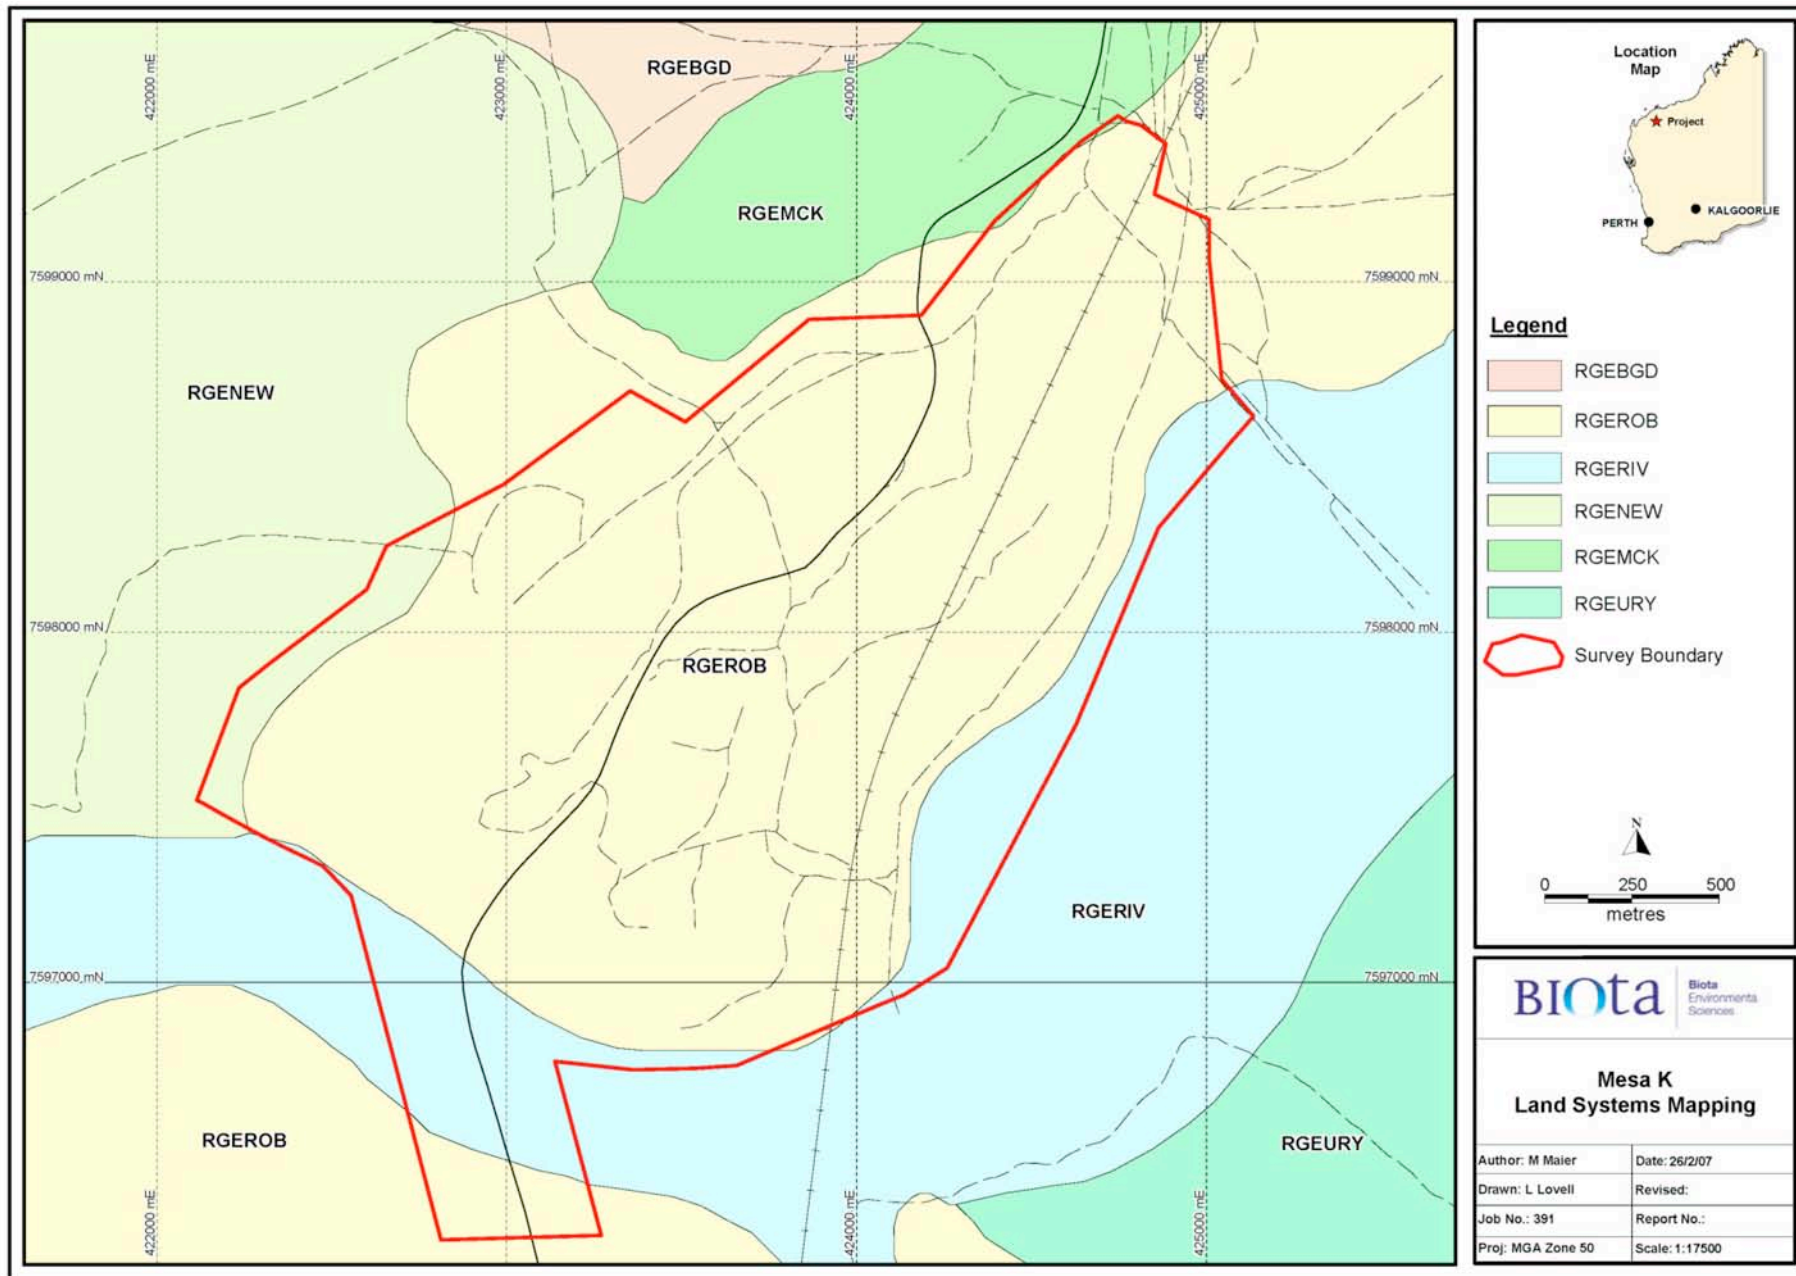 422000 mE
423000 mE
424000 mE
425000 mE
RGEBGD
RGEMCK
7599000 mN
7599000 mN
RGENEW
7598000 mN
7598000 mN
RGEROB
RGERIV
7597000 mN
7597000 mN
RGEROB
RGEURY
422000 mE
424000 mE
425000 mE
Location
Map
Project
PERTH
KALGOORLIE
Legend
RGEBGD
RGEROB
RGERIV
RGENEW
RGEMCK
RGEURY
Survey Boundary
N
0 250 500
metres
BIOta
Biota
Environmenta
Sciences
Mesa K
Land Systems Mapping
Author: M Maier
Date: 26/2/07
Drawn: L Lovell
Revised:
Job No.: 391
Report No.:
Proj: MGA Zone 50
Scale: 1:17500